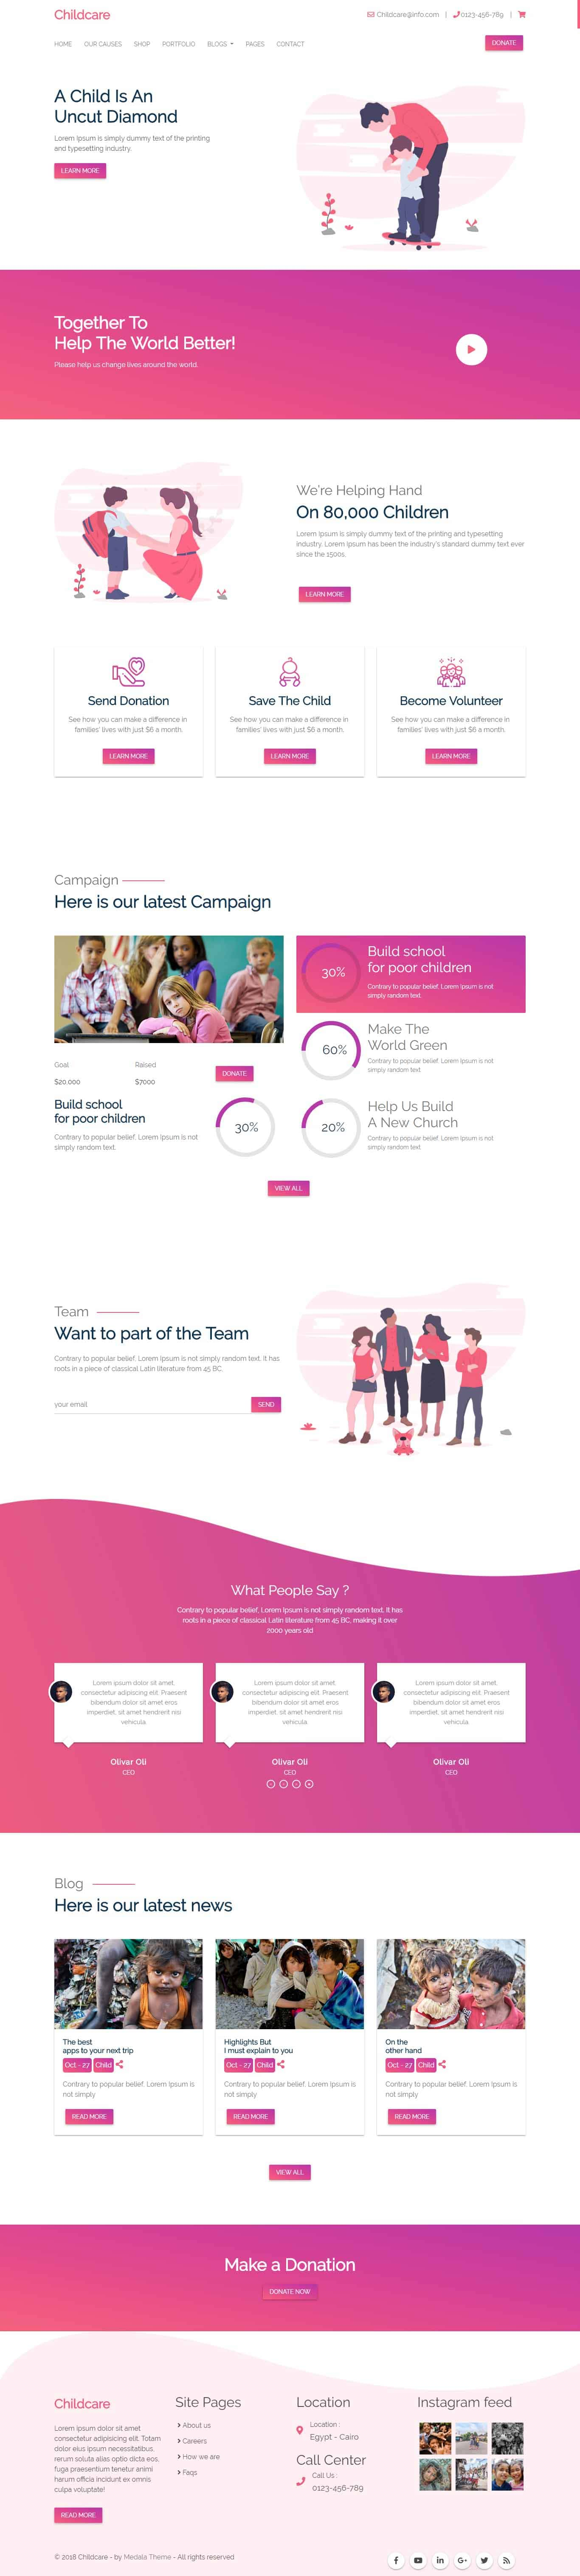 Childcare
Childcare@info.com | 0123-456-789 |
HOME OUR CAUSES SHOP PORTFOLIO BLOGS PAGES CONTACT
DONATE
A Child Is An
Uncut Diamond
Lorem Ipsum is simply dummy text of the printing
and typesetting industry.
LEARN MORE
Together To
Help The World Better!
Please help us change lives around the world.
We're Helping Hand
On 80,000 Children
Lorem Ipsum is simply dummy text of the printing and typesetting
industry. Lorem Ipsum has been the industry's standard dummy text ever
since the 1500s.
LEARN MORE
Send Donation
See how you can make a difference in
families' lives with just $6 a month.
LEARN MORE
Save The Child
See how you can make a difference in
families' lives with just $6 a month.
LEARN MORE
Become Volunteer
See how you can make a difference in
families' lives with just $6 a month.
LEARN MORE
Campaign
Here is our latest Campaign
Goal
$20,000
Raised
$7000
DONATE
Build school
for poor children
Contrary to popular belief, Lorem Ipsum is not
simply random text.
30%
30%
Build school
for poor children
Contrary to popular belief, Lorem Ipsum is not
simply random text
60%
Make The
World Green
Contrary to popular belief, Lorem Ipsum is not
simply random text
20%
Help Us Build
A New Church
Contrary to popular belief, Lorem Ipsum is not
simply random text
VIEW ALL
Team
Want to part of the Team
Contrary to popular belief, Lorem Ipsum is not simply random text. It has
roots in a piece of classical Latin literature from 45 BC,
your email
SEND
What People Say ?
Contrary to popular belief, Lorem Ipsum is not simply random text. It has
roots in a piece of classical Latin literature from 45 BC, making it over
2000 years old
Lorem ipsum dolor sit amet,
consectetur adipiscing elit. Praesent
bibendum dolor sit amet eros
imperdiet, sit amet hendrerit nisi
vehicula.
Olivar Oli
CEO
Lorem ipsum dolor sit amet,
consectetur adipiscing elit. Praesent
bibendum dolor sit amet eros
imperdiet, sit amet hendrerit nisi
vehicula.
Olivar Oli
CEO
Lorem ipsum dolor sit amet,
consectetur adipiscing elit. Praesent
bibendum dolor sit amet eros
imperdiet, sit amet hendrerit nisi
vehicula.
Olivar Oli
CEO
Blog
Here is our latest news
The best
apps to your next trip
Oct - 27 Child
Contrary to popular belief, Lorem Ipsum is
not simply
READ MORE
Highlights But
I must explain to you
Oct - 27 Child
Contrary to popular belief, Lorem Ipsum is
not simply
READ MORE
On the
other hand
Oct - 27 Child
Contrary to popular belief, Lorem Ipsum is
not simply
READ MORE
VIEW ALL
Make a Donation
DONATE NOW
Childcare
Lorem ipsum dolor sit amet
consectetur adipisicing elit. Totam
dolor eius ipsum necessitatibus,
rerum soluta alias optio dicta eos,
fuga praesentium tenetur animi
harum officia incidunt ex omnis
culpa voluptate!
READ MORE
Site Pages
About us
Careers
How we are
Faqs
Location
Location :
Egypt - Cairo
Call Center
Call Us :
0123-456-789
Instagram feed
© 2018 Childcare - by Medala Theme - All rights reserved